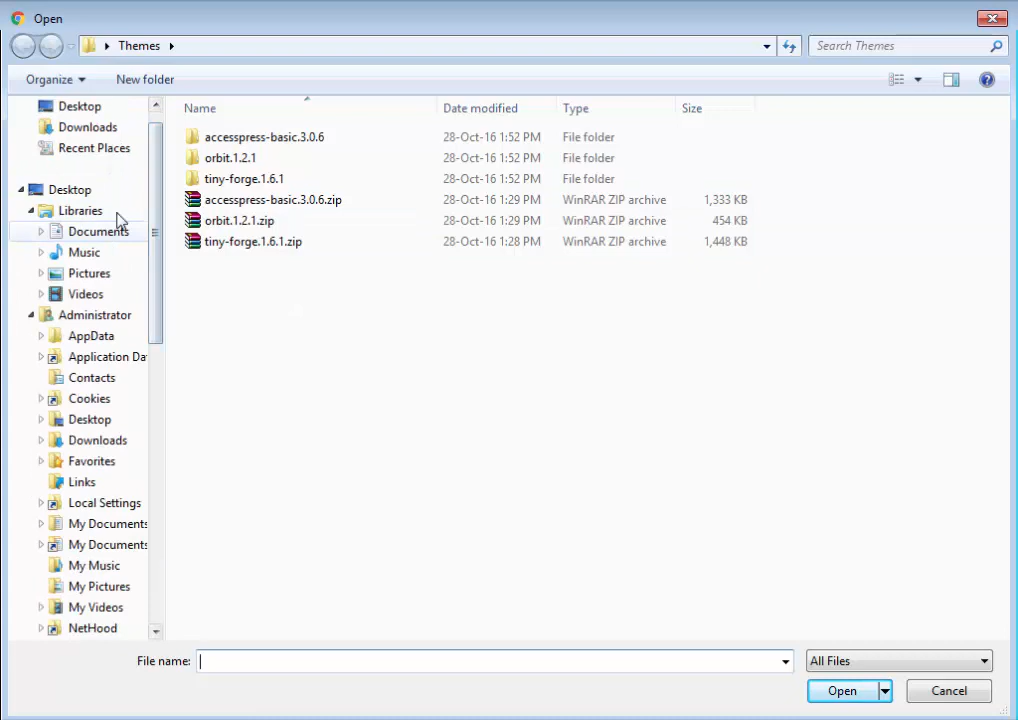 Open
Themes
Search Themes
Organize
New folder
Name
Date modified
Type
Size
accesspress-basic.3.0.6
28-Oct-16 1:52 PM
File folder
orbit.1.2.1
28-Oct-16 1:52 PM
File folder
tiny-forge.1.6.1
28-Oct-16 1:52 PM
File folder
accesspress-basic.3.0.6.zip
28-Oct-16 1:29 PM
WinRAR ZIP archive
1,333 KB
orbit.1.2.1.zip
28-Oct-16 1:29 PM
WinRAR ZIP archive
454 KB
tiny-forge.1.6.1.zip
28-Oct-16 1:28 PM
WinRAR ZIP archive
1,448 KB
Desktop
Downloads
Recent Places
Desktop
Libraries
Documents
Music
Pictures
Videos
Administrator
AppData
Application Da
Contacts
Cookies
Desktop
Downloads
Favorites
Links
Local Settings
My Documents
My Documents
My Music
My Pictures
My Videos
NetHood
File name:
All Files
Open
Cancel